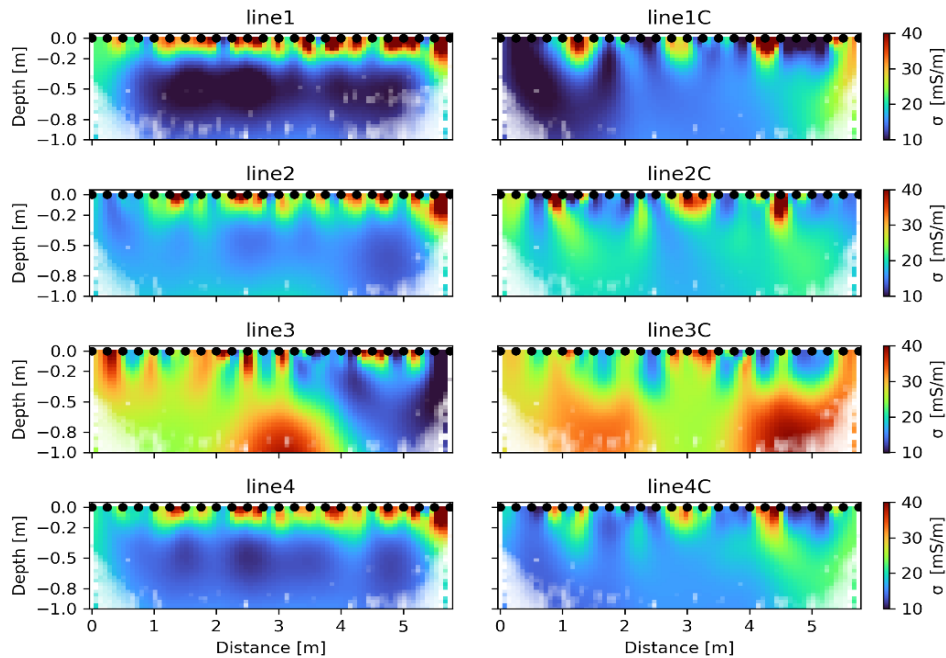 line1
line1C
Depth [m]
0.0
−0.2
−0.5
−0.8
−1.0
40
30
20
10
σ [mS/m]
line2
line2C
Depth [m]
0.0
−0.2
−0.5
−0.8
−1.0
40
30
20
10
σ [mS/m]
line3
line3C
Depth [m]
0.0
−0.2
−0.5
−0.8
−1.0
40
30
20
10
σ [mS/m]
line4
line4C
Depth [m]
0.0
−0.2
−0.5
−0.8
−1.0
40
30
20
10
σ [mS/m]
0 1 2 3 4 5
0 1 2 3 4 5
Distance [m]
Distance [m]